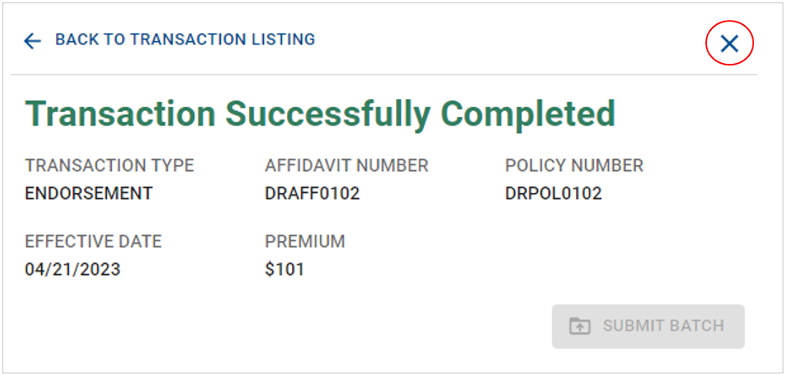 BACK TO TRANSACTION LISTING
Transaction Successfully Completed
TRANSACTION TYPE AFFIDAVIT NUMBER POLICY NUMBER
ENDORSEMENT DRAFF0102 DRPOL0102
EFFECTIVE DATE PREMIUM
04/21/2023 $101
SUBMIT BATCH